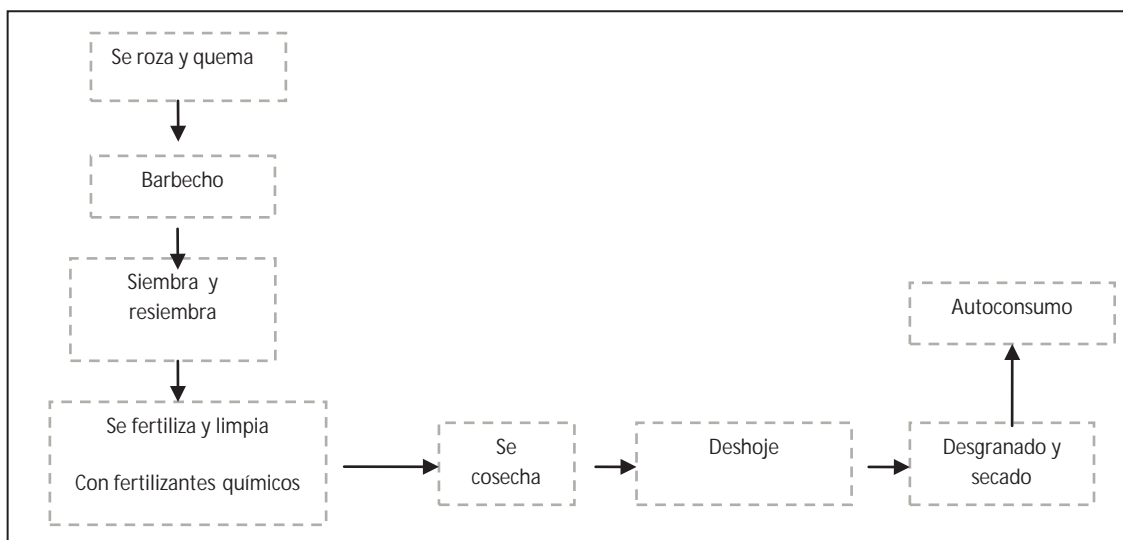 Se roza y quema
Barbecho
Siembra y
resiembra
Se fertiliza y limpia
Con fertilizantes químicos
Se
cosecha
Deshoje
Desgranado y
secado
Autoconsumo